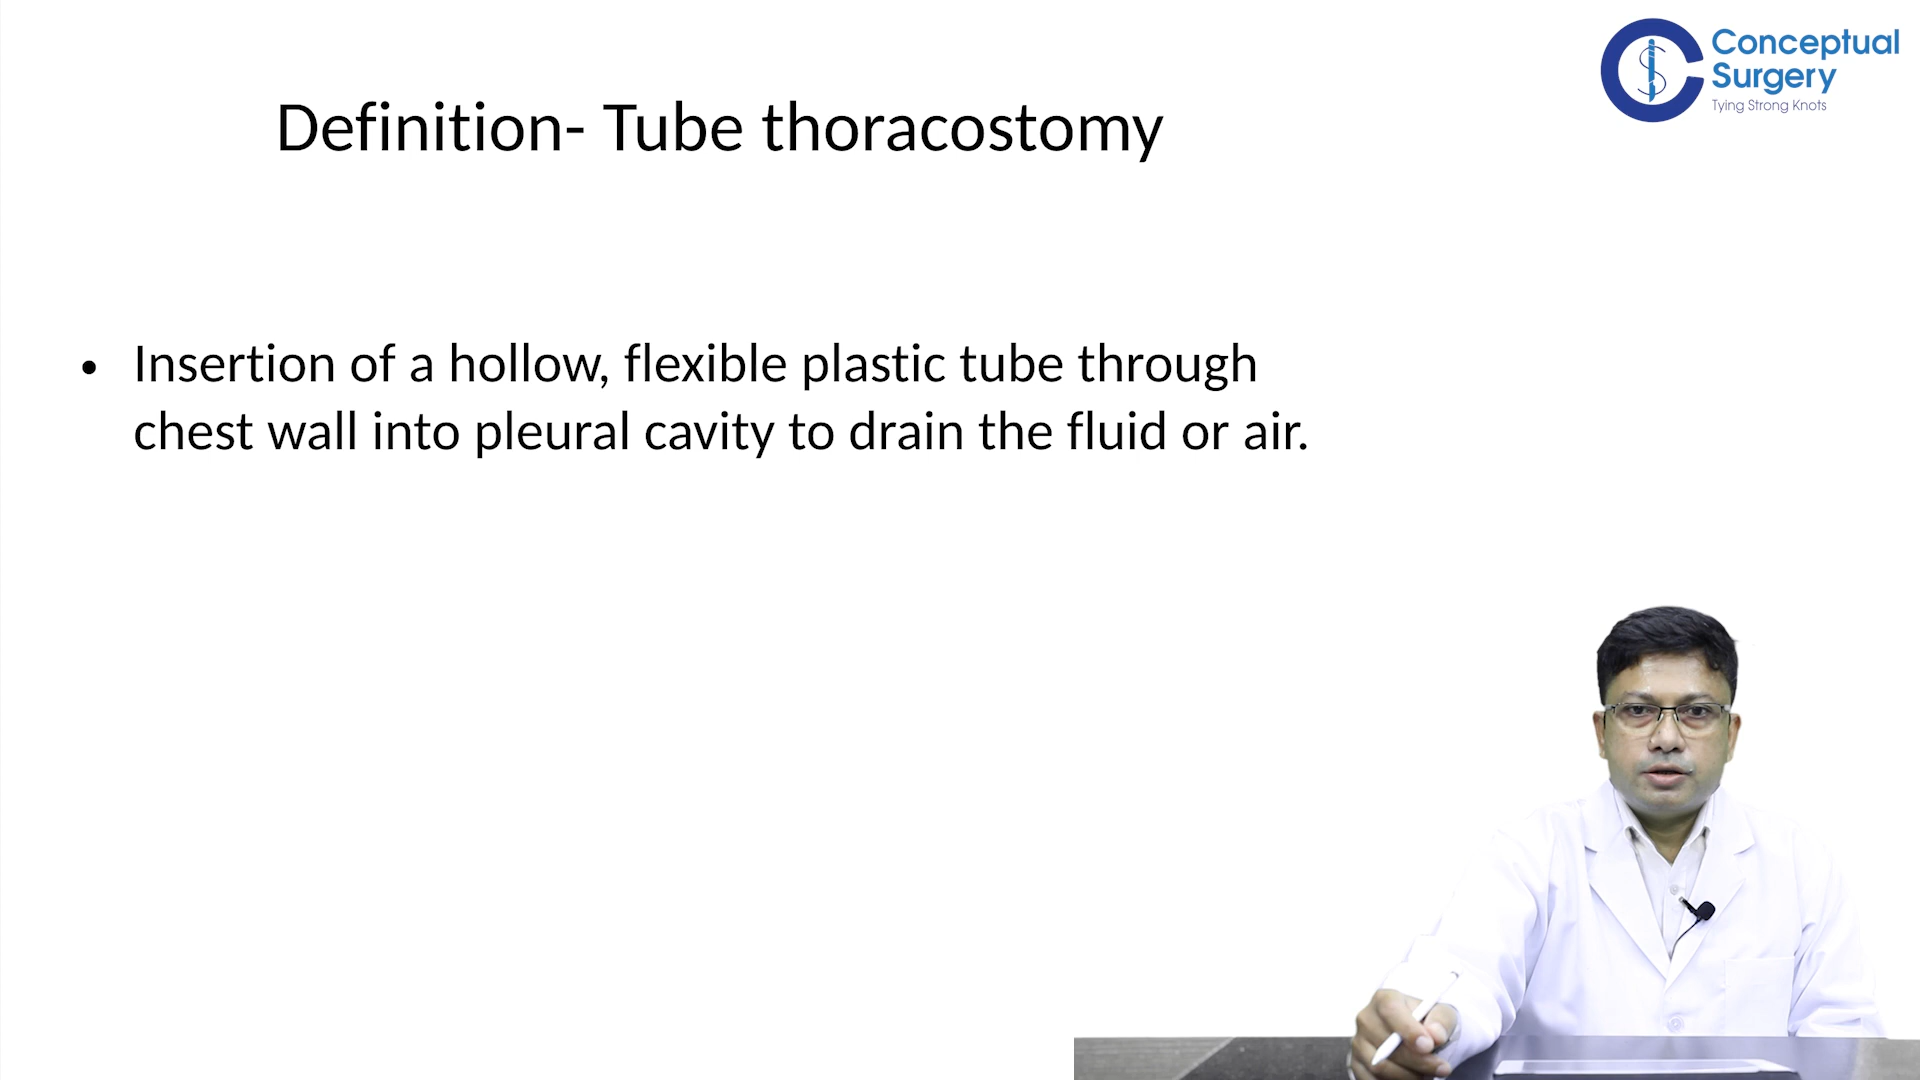 Conceptual
Surgery
Tying Strong Knots
Definition- Tube thoracostomy
• Insertion of a hollow, flexible plastic tube through
chest wall into pleural cavity to drain the fluid or air.